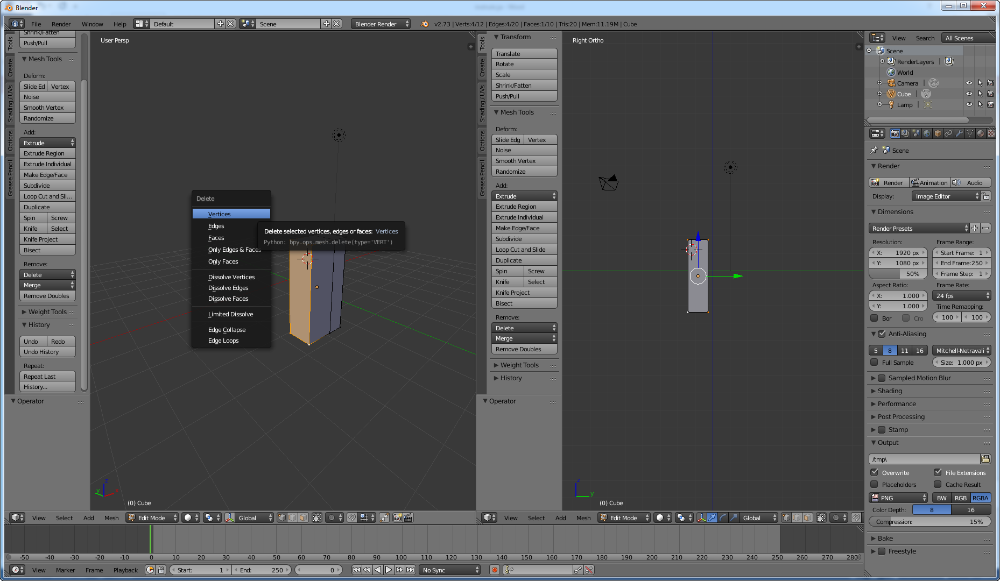 Blender
File Render Window Help Default Scene Blender Render v2.73 | Verts:4/12 | Edges:4/20 | Faces:1/10 | Tris:20 | Mem:11.19M | Cube
Tools
Create
Shading / UVs
Options
Grease Pencil
Shrink/Fatten
Push/Pull
Mesh Tools
Deform:
Slide Ed Vertex
Noise
Smooth Vertex
Randomize
Add:
Extrude
Extrude Region
Extrude Individual
Make Edge/Face
Subdivide
Loop Cut and Sli...
Duplicate
Spin Screw
Knife Select
Knife Project
Bisect
Remove:
Delete
Merge
Remove Doubles
Weight Tools
History
Undo Redo
Undo History
Repeat:
Repeat Last
History...
Operator
User Persp
Delete
Vertices
Edges
Faces
Only Edges & Faces
Only Faces
Dissolve Vertices
Dissolve Edges
Dissolve Faces
Limited Dissolve
Edge Collapse
Edge Loops
Delete selected vertices, edges or faces: Vertices
Python: bpy.ops.mesh.delete(type='VERT')
z
y x
(0) Cube
View Select Add Mesh Edit Mode Global
Tools
Create
Shading / UVs
Options
Grease Pencil
Transform
Translate
Rotate
Scale
Shrink/Fatten
Push/Pull
Mesh Tools
Deform:
Slide Edg Vertex
Noise
Smooth Vertex
Randomize
Add:
Extrude
Extrude Region
Extrude Individual
Make Edge/Face
Subdivide
Loop Cut and Slide
Duplicate
Spin Screw
Knife Select
Knife Project
Bisect
Remove:
Delete
Merge
Remove Doubles
Weight Tools
History
Operator
Right Ortho
z
y
(0) Cube
View Select Add Mesh Edit Mode Global
View Search All Scenes
Scene
RenderLayers |
World
Camera |
Cube |
Lamp |
Scene
Render
Render Animation Audio
Display: Image Editor
Dimensions
Render Presets
Resolution: Frame Range:
X: 1920 px Start Frame: 1
Y: 1080 px End Frame:250
50% Frame Step: 1
Aspect Ratio: Frame Rate:
X: 1.000 24 fps
Y: 1.000 Time Remapping:
Bor Cro 100 100
Anti-Aliasing
5 8 11 16 Mitchell-Netravali
Full Sample Size: 1.000 px
Sampled Motion Blur
Shading
Performance
Post Processing
Stamp
Output
/tmp\
Overwrite File Extensions
Placeholders Cache Result
PNG BW RGB RGBA
Color Depth: 8 16
Compression: 15%
Bake
Freestyle
-50 -40 -30 -20 -10 0 10 20 30 40 50 60 70 80 90 100 110 120 130 140 150 160 170 180 190 200 210 220 230 240 250 260 270 280
View Marker Frame Playback Start: 1 End: 250 0 No Sync